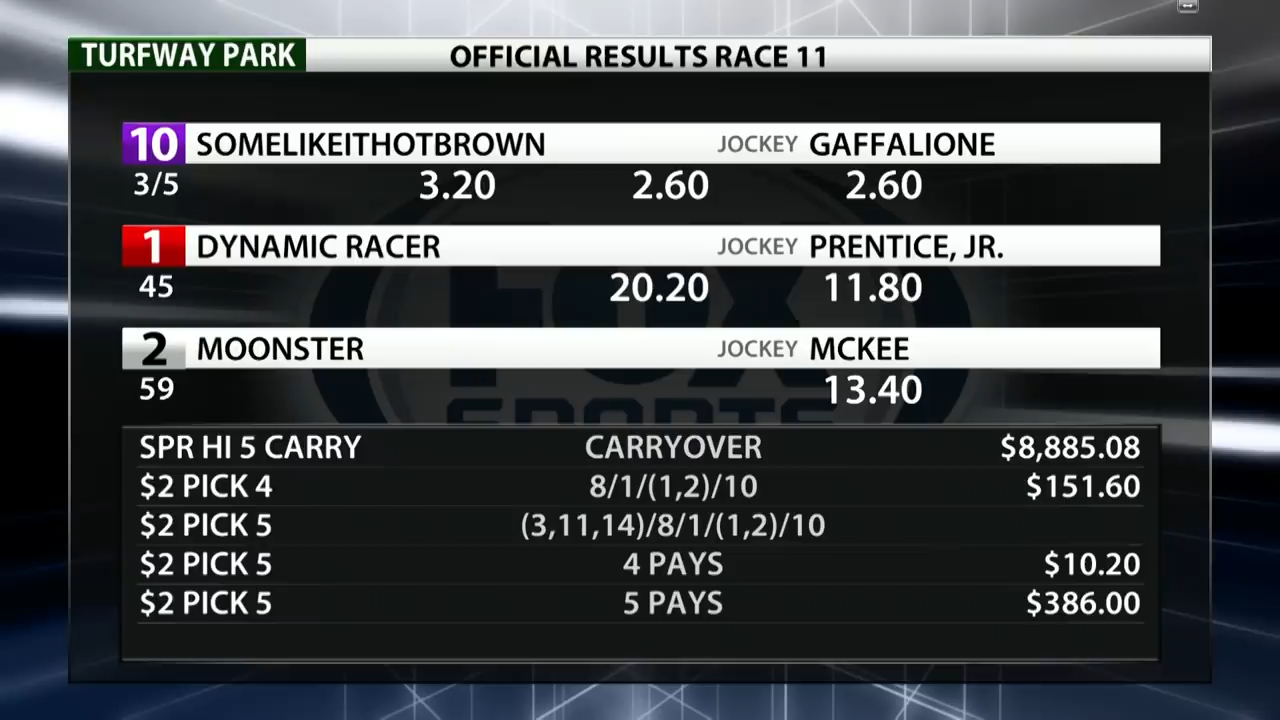 TURFWAY PARK OFFICIAL RESULTS RACE 11
10 SOMELIKEITHOTBROWN JOCKEY GAFFALIONE
3/5 3.20 2.60 2.60
1 DYNAMIC RACER JOCKEY PRENTICE, JR.
45 20.20 11.80
2 MOONSTER JOCKEY MCKEE
59 13.40
FOX
SPORTS
SPR HI 5 CARRY CARRYOVER $8,885.08
$2 PICK 4 8/1/(1,2)/10 $151.60
$2 PICK 5 (3,11,14)/8/1/(1,2)/10
$2 PICK 5 4 PAYS $10.20
$2 PICK 5 5 PAYS $386.00